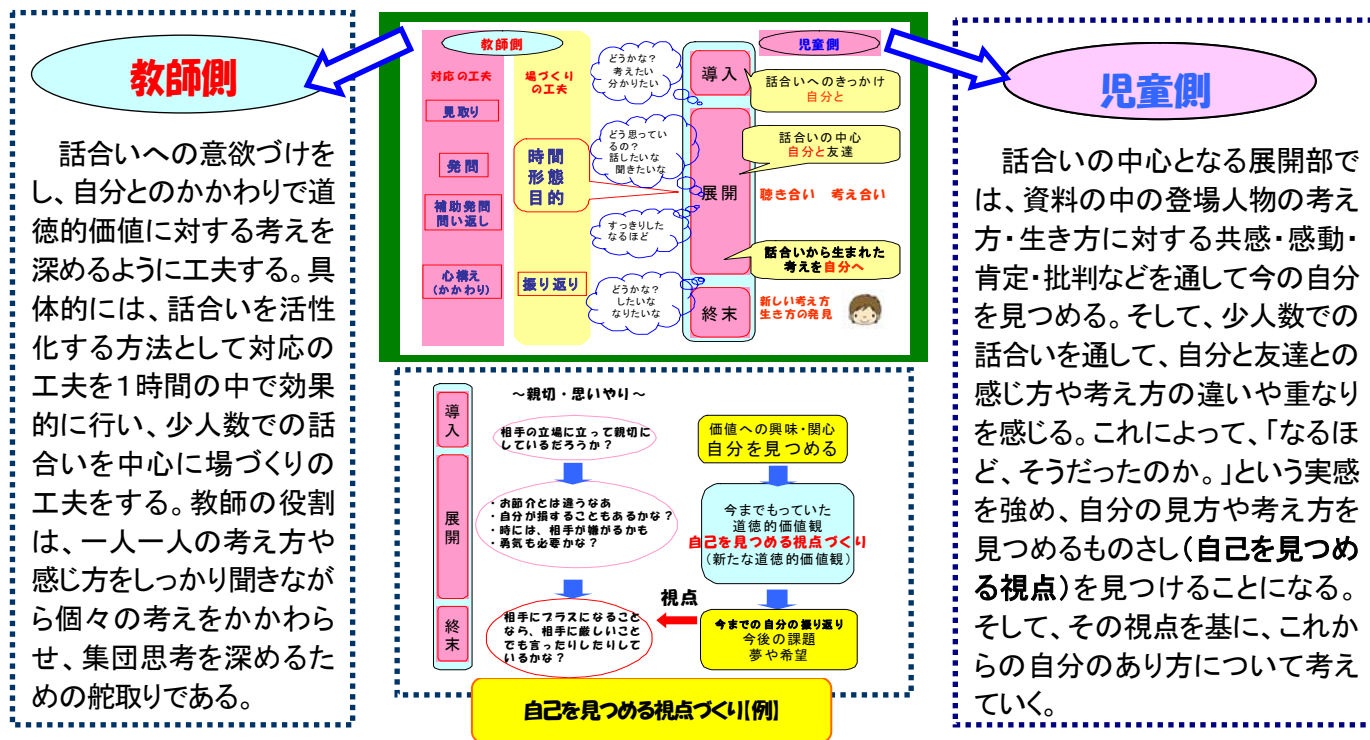 教師側
話合いへの意欲づけを
し、自分とのかかわりで道
徳的価値に対する考えを
深めるように工夫する。具
体的には、話合いを活性
化する方法として対応の
工夫を１時間の中で効果
的に行い、少人数での話
合いを中心に場づくりの
工夫をする。教師の役割
は、一人一人の考え方や
感じ方をしっかり聞きなが
ら個々の考えをかかわら
せ、集団思考を深めるた
めの舵取りである。
教師側
対応の工夫
見取り
発問
補助発問
問い返し
心構え
(かかわり)
場づくり
の工夫
時間
形態
目的
振り返り
どうかな？
考えたい
分かりたい
どう思ってい
るの？
話したいな
聞きたいな
すっきりした
なるほど
どうかな？
したいな
なりたいな
児童側
導入
展開
終末
話合いへのきっかけ
自分と
話合いの中心
自分と友達
聴き合い　考え合い
話合いから生まれた
考えを自分へ
新しい考え方
生き方の発見
～親切・思いやり～
導入
展開
終末
相手の立場に立って親切に
しているだろうか？
・お節介とは違うなあ
・自分が損することもあるかな？
・時には、相手が嫌がるかも
・勇気も必要かな？
相手にプラスになること
なら、相手に厳しいこと
でも言ったりしたりして
いるかな？
価値への興味・関心
自分を見つめる
今までもっていた
道徳的価値観
自己を見つめる視点づくり
（新たな道徳的価値観）
視点
今までの自分の振り返り
今後の課題
夢や希望
自己を見つめる視点づくり【例】
児童側
話合いの中心となる展開部で
は、資料の中の登場人物の考え
方・生き方に対する共感・感動・
肯定・批判などを通して今の自分
を見つめる。そして、少人数での
話合いを通して、自分と友達との
感じ方や考え方の違いや重なり
を感じる。これによって、「なるほ
ど、そうだったのか。」という実感
を強め、自分の見方や考え方を
見つめるものさし（自己を見つめ
る視点）を見つけることになる。
そして、その視点を基に、これか
らの自分のあり方について考え
ていく。